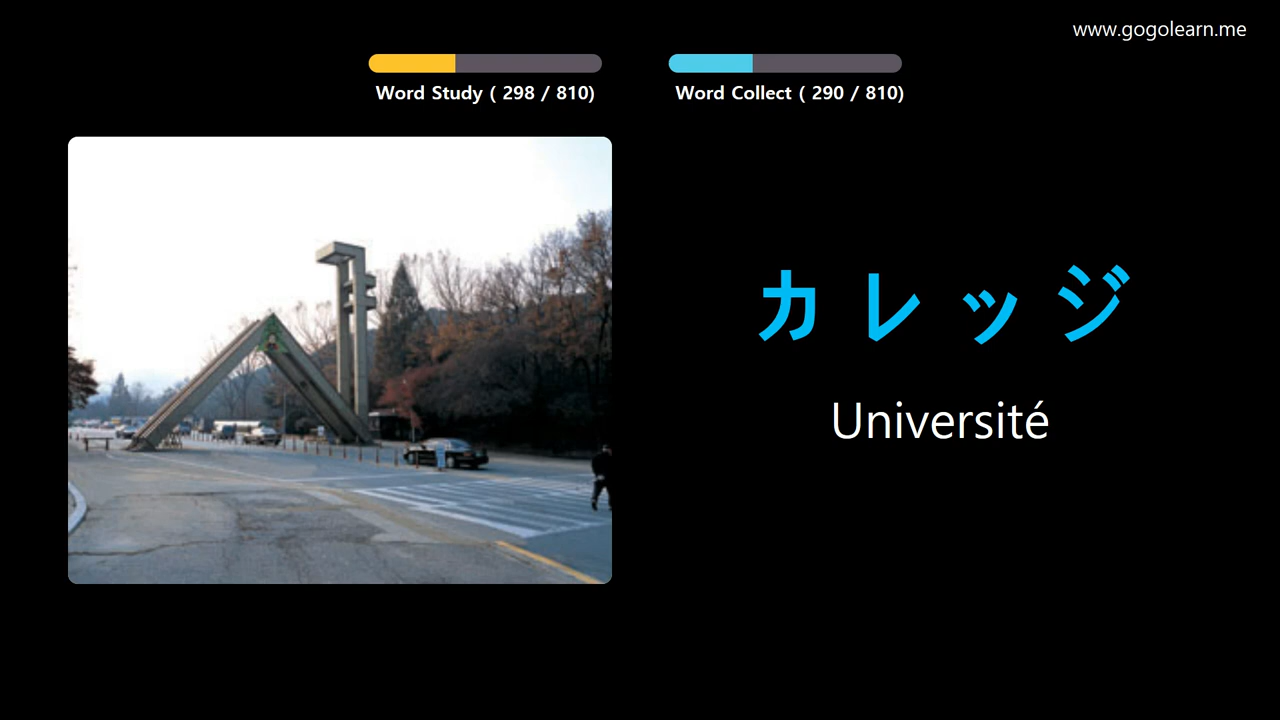 www.gogolearn.me
Word Study ( 298 / 810)
Word Collect ( 290 / 810)
カレッジ
Université